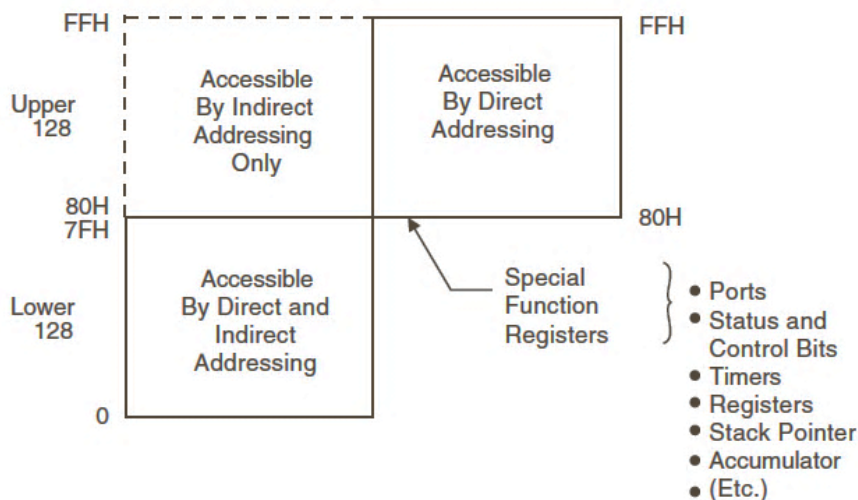 FFH
Upper
128
80H
7FH
Lower
128
0
Accessible
By Indirect
Addressing
Only
Accessible
By Direct
Addressing
FFH
80H
Accessible
By Direct and
Indirect
Addressing
Special
Function
Registers
• Ports
• Status and
Control Bits
• Timers
• Registers
• Stack Pointer
• Accumulator
• (Etc.)